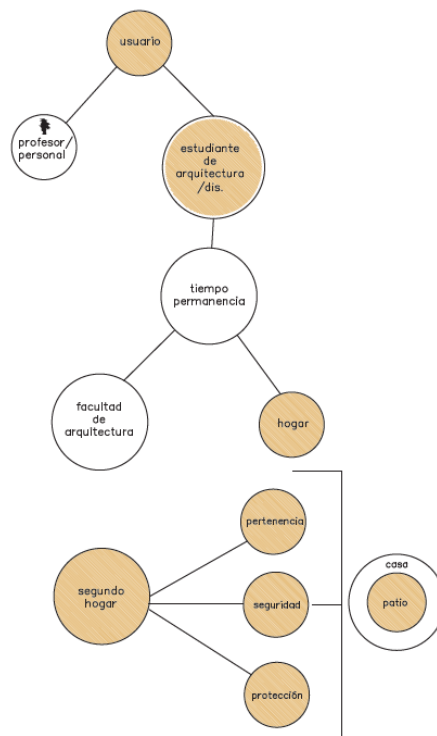 usuario
profesor/
personal
estudiante
de
arquitectura
/dis.
tiempo
permanencia
facultad
de
arquitectura
hogar
pertenencia
segundo
hogar
seguridad
protección
casa
patio